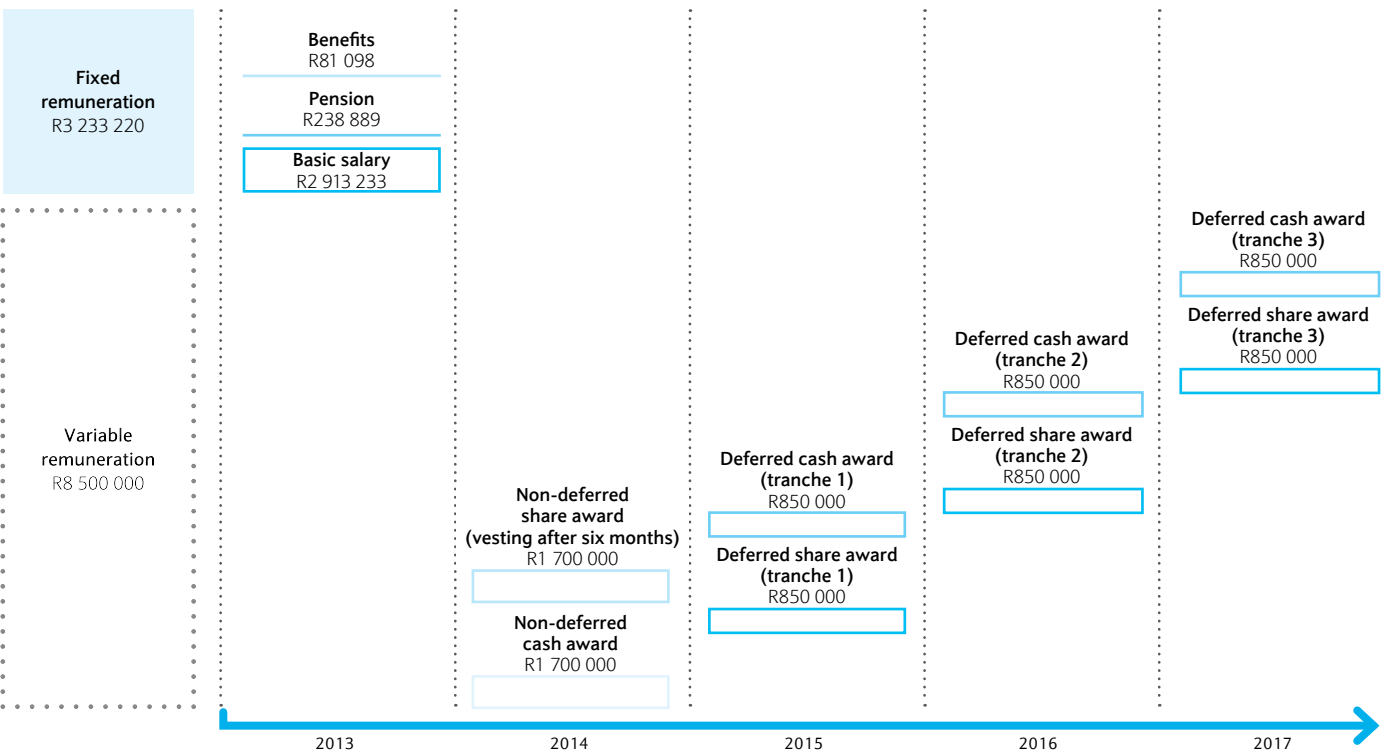 Fixed
remuneration
R3 233 220
Benefits
R81 098
Pension
R238 889
Basic salary
R2 913 233
Variable
remuneration
R8 500 000
Non-deferred
share award
(vesting after six months)
R1 700 000
Non-deferred
cash award
R1 700 000
Deferred cash award
(tranche 1)
R850 000
Deferred share award
(tranche 1)
R850 000
Deferred cash award
(tranche 2)
R850 000
Deferred share award
(tranche 2)
R850 000
Deferred cash award
(tranche 3)
R850 000
Deferred share award
(tranche 3)
R850 000
2013
2014
2015
2016
2017